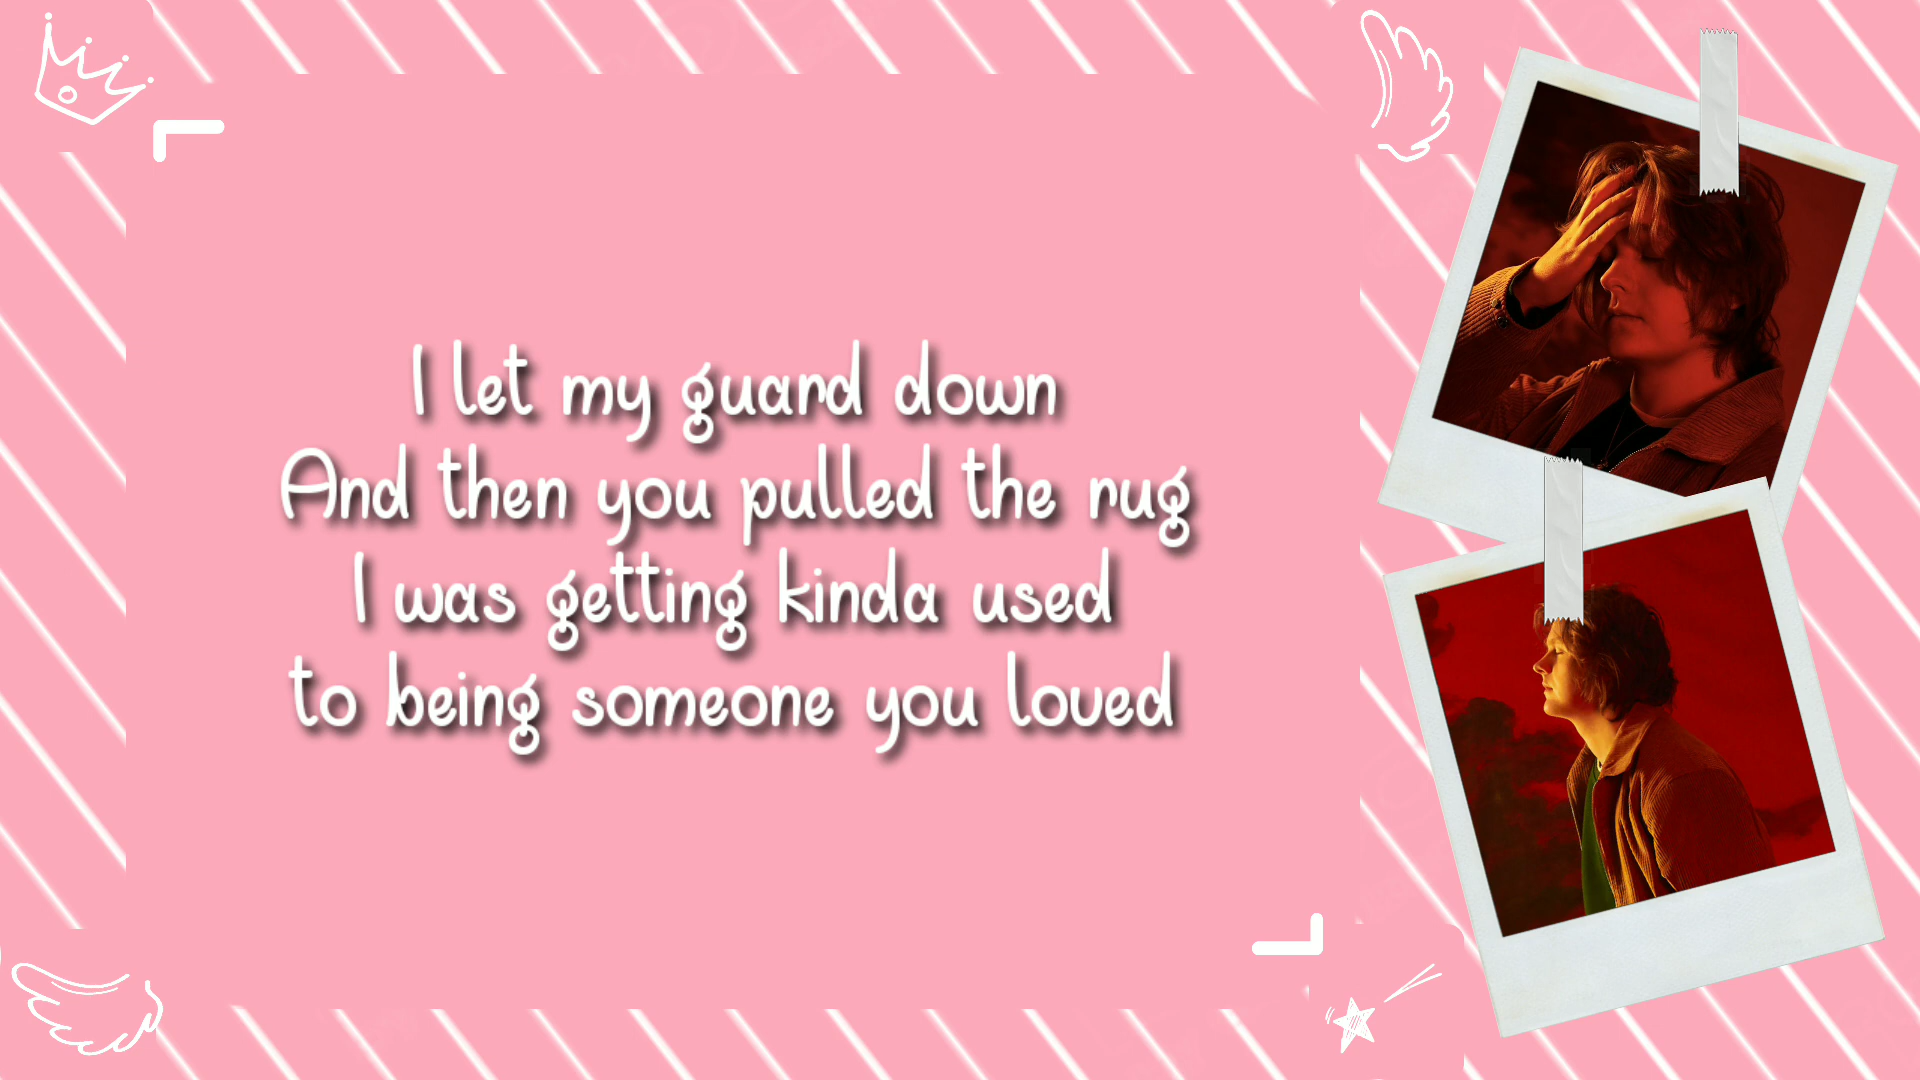 I let my guard down
And then you pulled the rug
I was getting kinda used
to being someone you loved